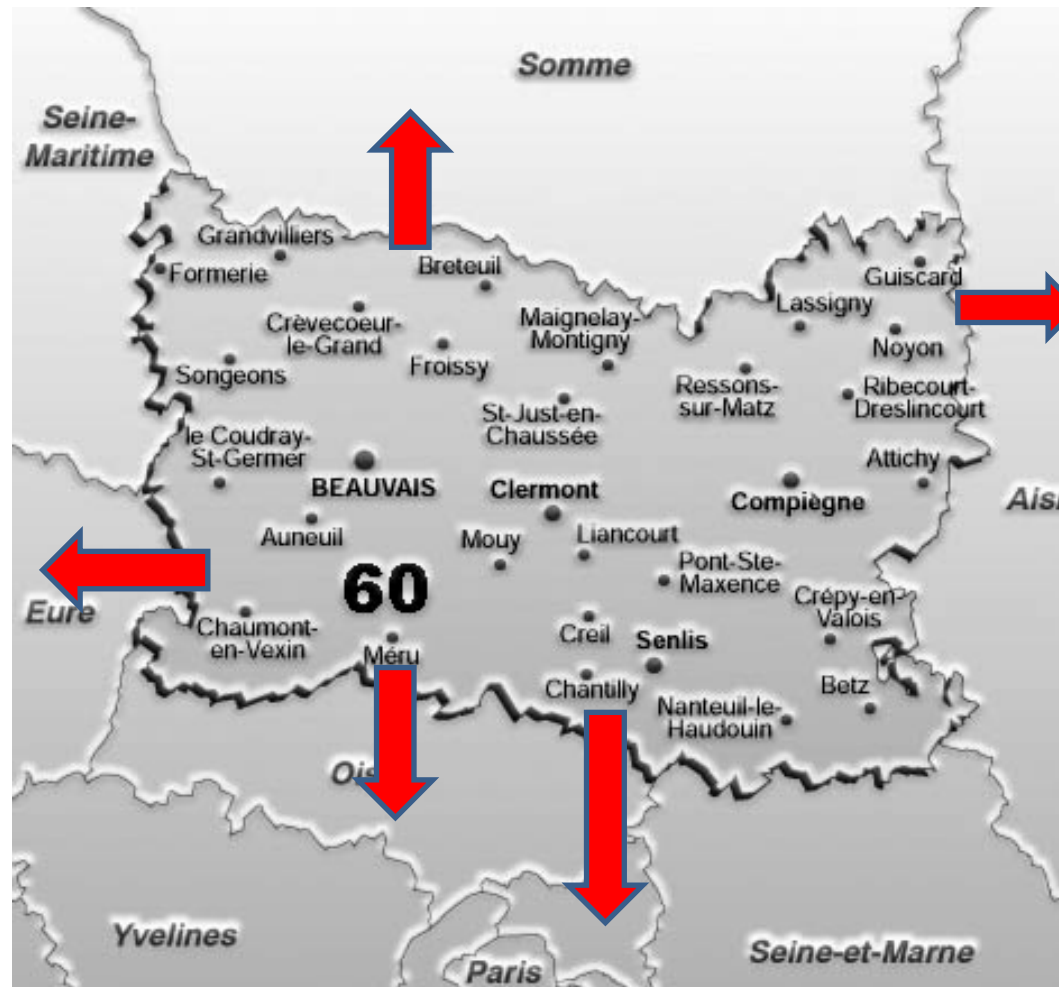 Somme
Seine-
Maritime
Grandvilliers
Formerie
Breteuil
Guiscard
Lassigny
Crèvecoeur-
le-Grand
Maignelay-
Montigny
Noyon
Froissy
Songeons
Ressons-
sur-Matz
Ribecourt-
Dreslincourt
St-Just-en-
Chaussée
le Coudray-
St-Germer
Attichy
BEAUVAIS
Clermont
Compiègne
Auneuil
Mouy
Liancourt
Pont-Ste-
Maxence
60
Eure
Crépy-en-
Valois
Chaumont-
en-Vexin
Méru
Creil
Senlis
Chantilly
Betz
Nanteuil-le-
Haudouin
Yvelines
Paris
Seine-et-Marne